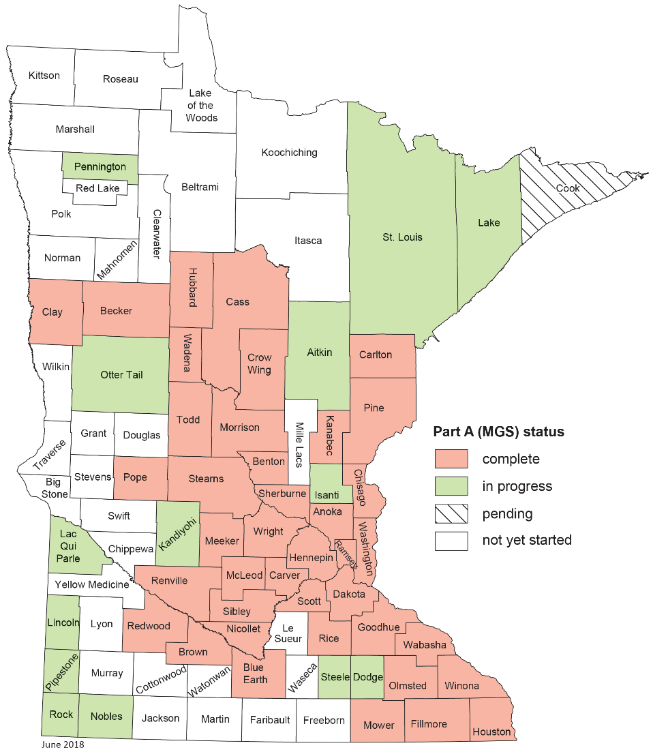 Kittson
Roseau
Lake
of the
Woods
Marshall
Koochiching
Pennington
Red Lake
Beltrami
Cook
Polk
Clearwater
St. Louis
Lake
Itasca
Norman
Mahnomen
Hubbard
Cass
Clay
Becker
Wadena
Crow
Wing
Aitkin
Carlton
Wilkin
Otter Tail
Pine
Todd
Morrison
Mille Lacs
Kanabec
Grant
Douglas
Traverse
Part A (MGS) status
complete
in progress
pending
not yet started
Benton
Big
Stone
Stevens
Pope
Stearns
Sherburne
Isanti
Chisago
Anoka
Swift
Kandiyohi
Lac
Qui
Parle
Chippewa
Meeker
Wright
Hennepin
Ramsey
Washington
Yellow Medicine
Renville
McLeod
Carver
Scott
Dakota
Sibley
Lincoln
Lyon
Redwood
Nicollet
Le
Sueur
Rice
Goodhue
Wabasha
Brown
Pipestone
Murray
Cottonwood
Watonwan
Blue
Earth
Waseca
Steele
Dodge
Olmsted
Winona
Rock
Nobles
Jackson
Martin
Faribault
Freeborn
Mower
Fillmore
Houston
June 2018